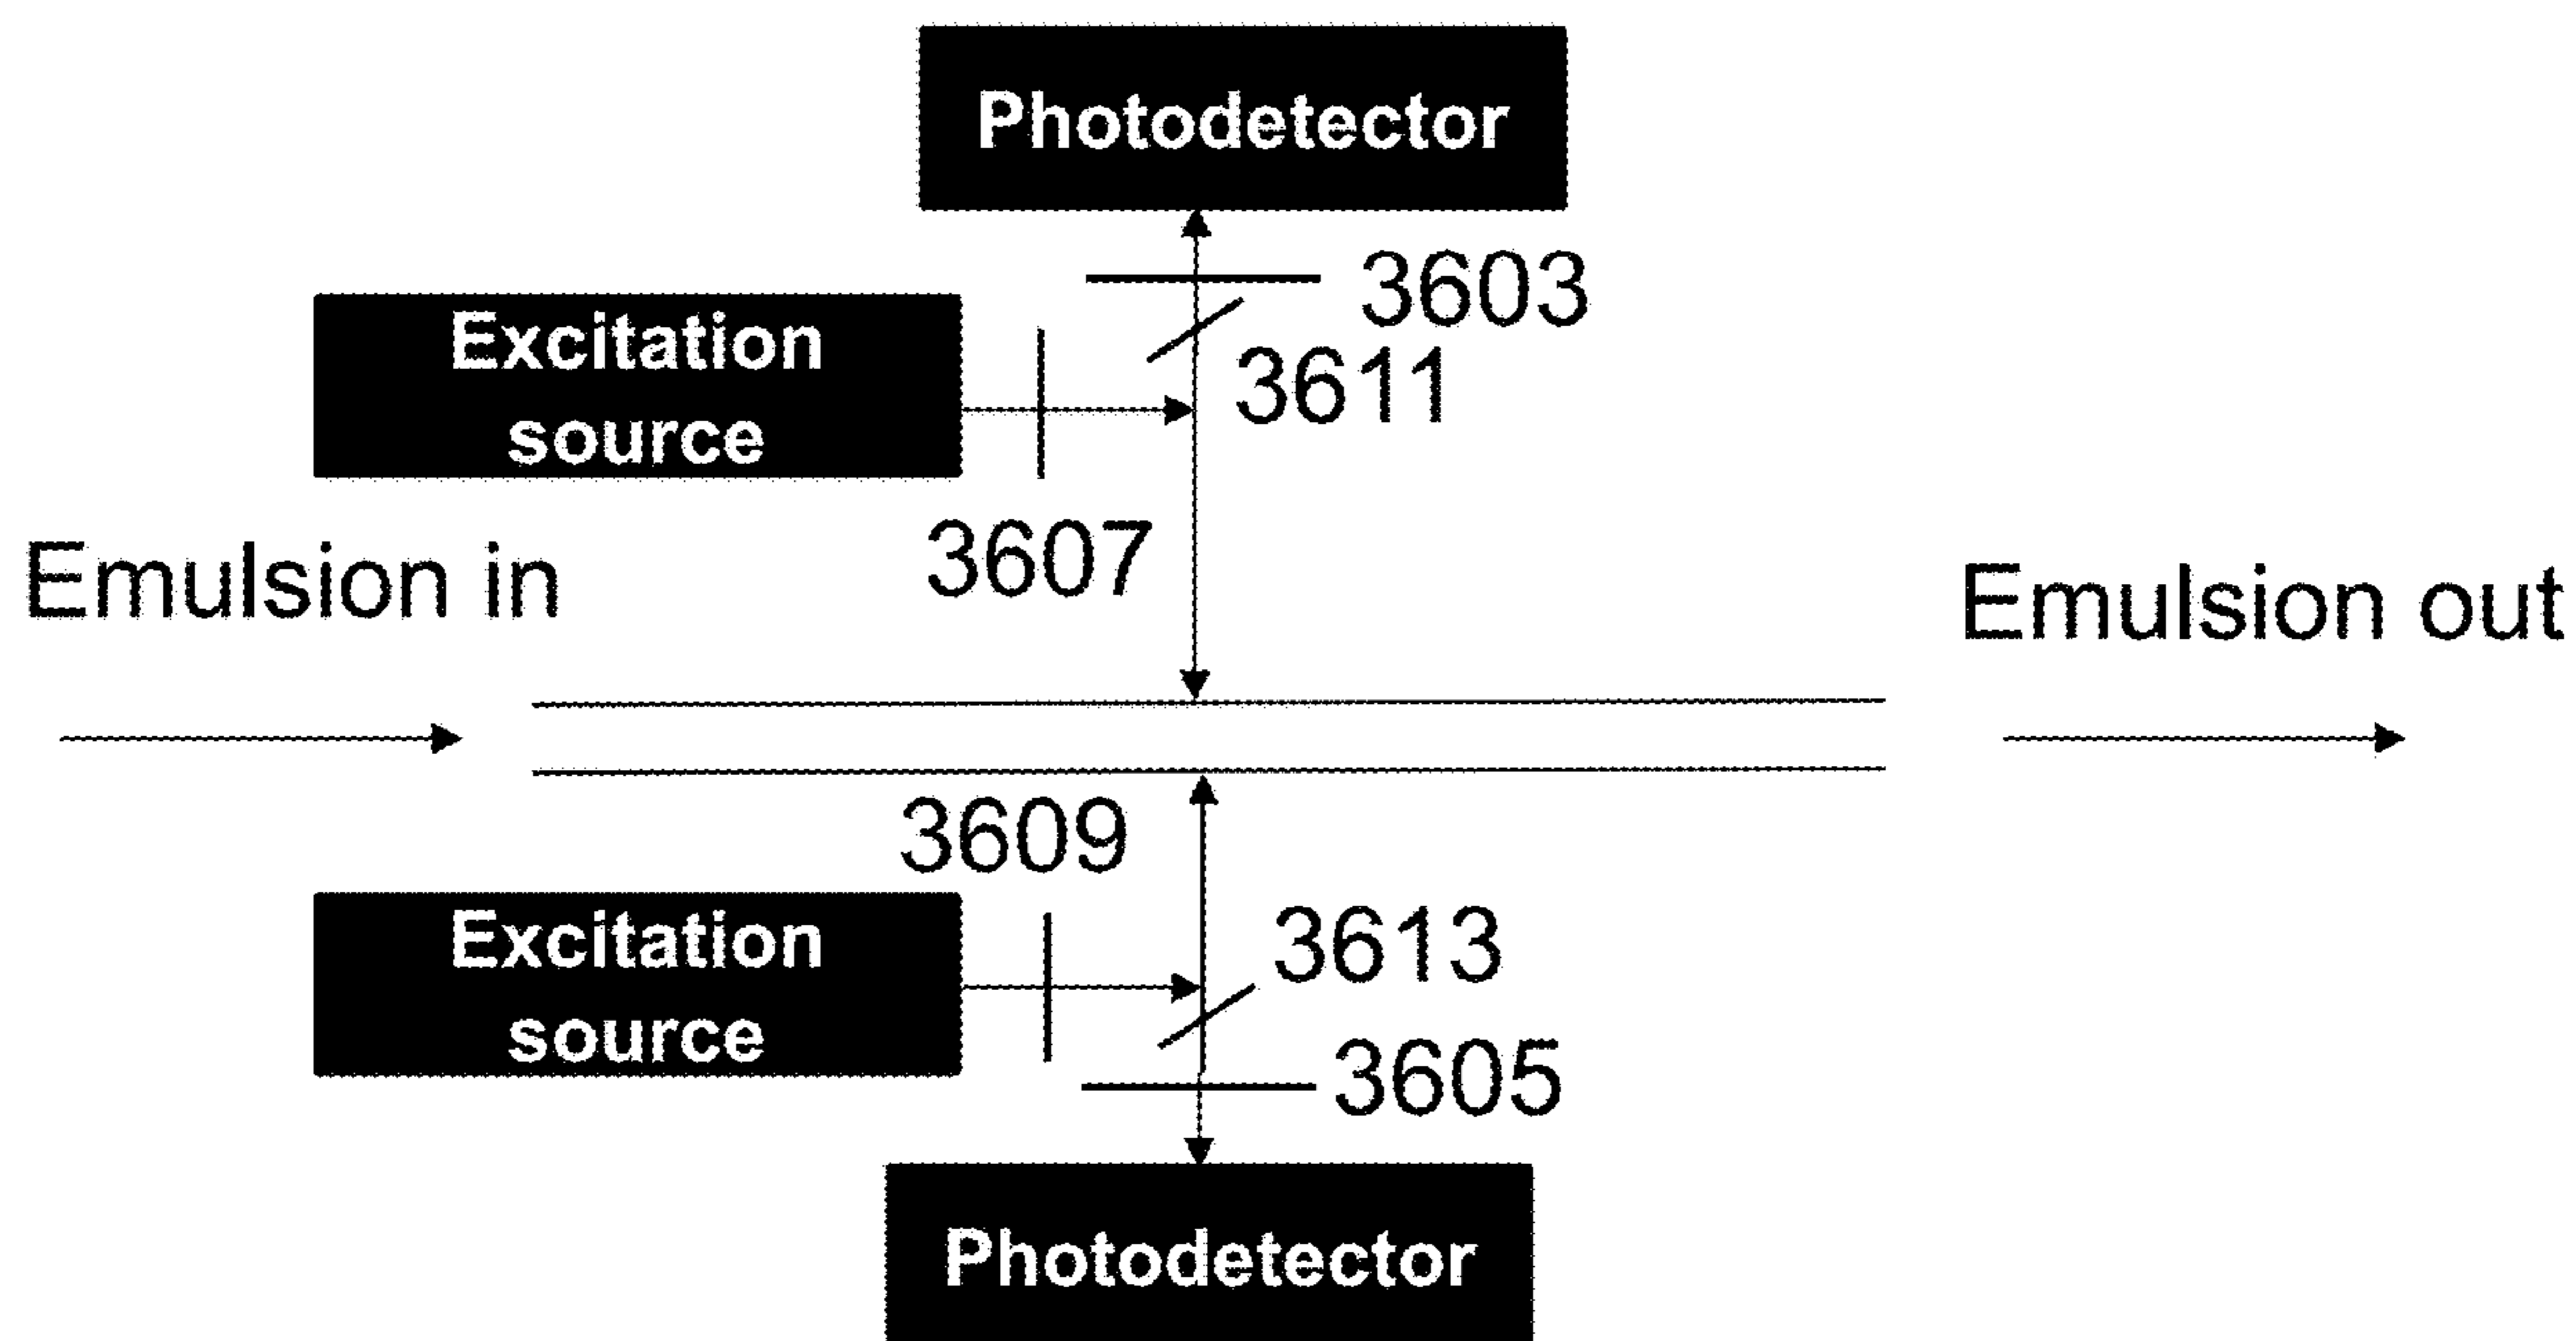 Photodetector
3603
Excitation
source
3611
3607
Emulsion in
Emulsion out
3609
Excitation
source
3613
3605
Photodetector